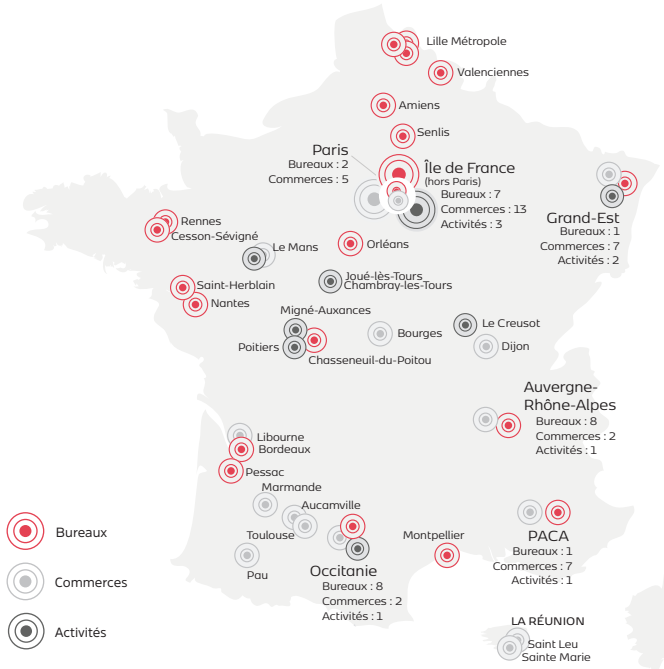 Lille Métropole
Valenciennes
Amiens
Senlis
Paris
Bureaux : 2
Commerces : 5
Île de France
(hors Paris)
Bureaux : 7
Commerces : 13
Activités : 3
Grand-Est
Bureaux : 1
Commerces : 7
Activités : 2
Rennes
Cesson-Sévigné
Le Mans
Orléans
Joué-lès-Tours
Chambray-les-Tours
Saint-Herblain
Nantes
Migné-Auxances
Poitiers
Chasseneuil-du-Poitou
Bourges
Le Creusot
Dijon
Auvergne-
Rhône-Alpes
Bureaux : 8
Commerces : 2
Activités : 1
Libourne
Bordeaux
Pessac
Marmande
Aucamville
Toulouse
Pau
Occitanie
Bureaux : 8
Commerces : 2
Activités : 1
Montpellier
PACA
Bureaux : 1
Commerces : 7
Activités : 1
LA RÉUNION
Saint Leu
Sainte Marie
Bureaux
Commerces
Activités